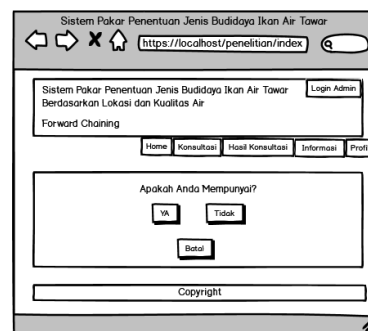 Sistem Pakar Penentuan Jenis Budidaya Ikan Air Tawar
https://localhost/penelitian/index
Sistem Pakar Penentuan Jenis Budidaya Ikan Air Tawar
Login Admin
Berdasarkan Lokasi dan Kualitas Air
Forward Chaining
Home Konsultasi Hasil Konsultasi Informasi Profil
Apakah Anda Mempunyai?
YA Tidak
Batal
Copyright